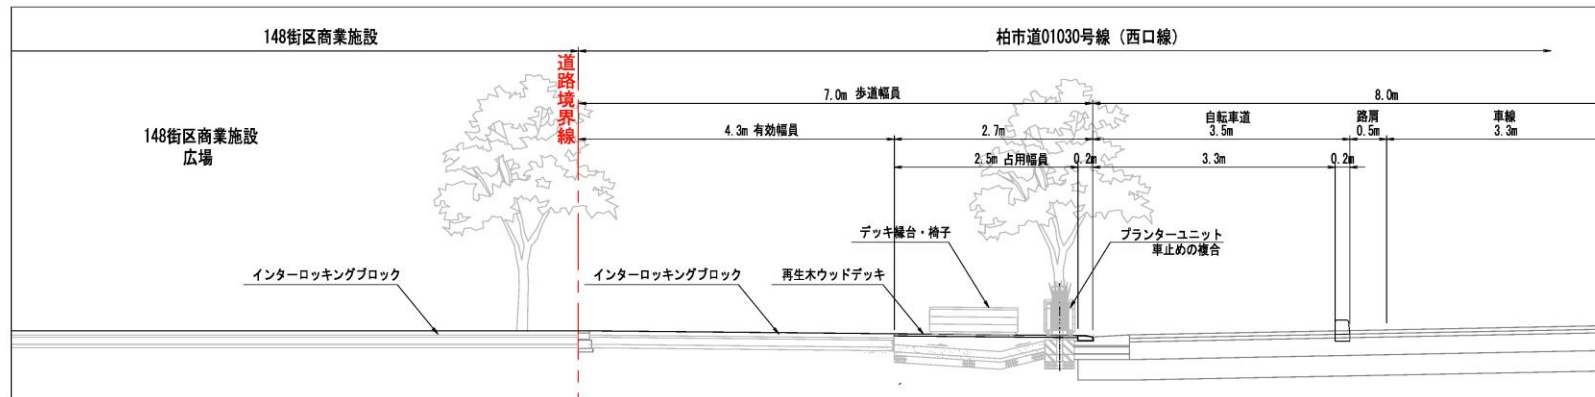 148街区商業施設
柏市道01030号線（西口線）
道路境界線
7.0m 歩道幅員
8.0m
148街区商業施設
広場
4.3m 有効幅員
2.7m
自転車道
3.5m
路肩
0.5m
車線
3.3m
2.5m 占用幅員
0.2m
3.3m
0.2m
デッキ縁台・椅子
プランターユニット
車止めの複合
インターロッキングブロック
インターロッキングブロック
再生木ウッドデッキ